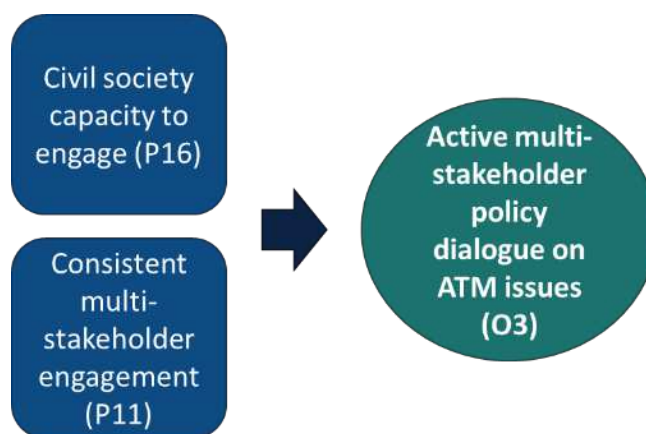 Civil society
capacity to
engage (P16)
Consistent
multi-
stakeholder
engagement
(P11)
Active multi-
stakeholder
policy
dialogue on
ATM issues
(O3)